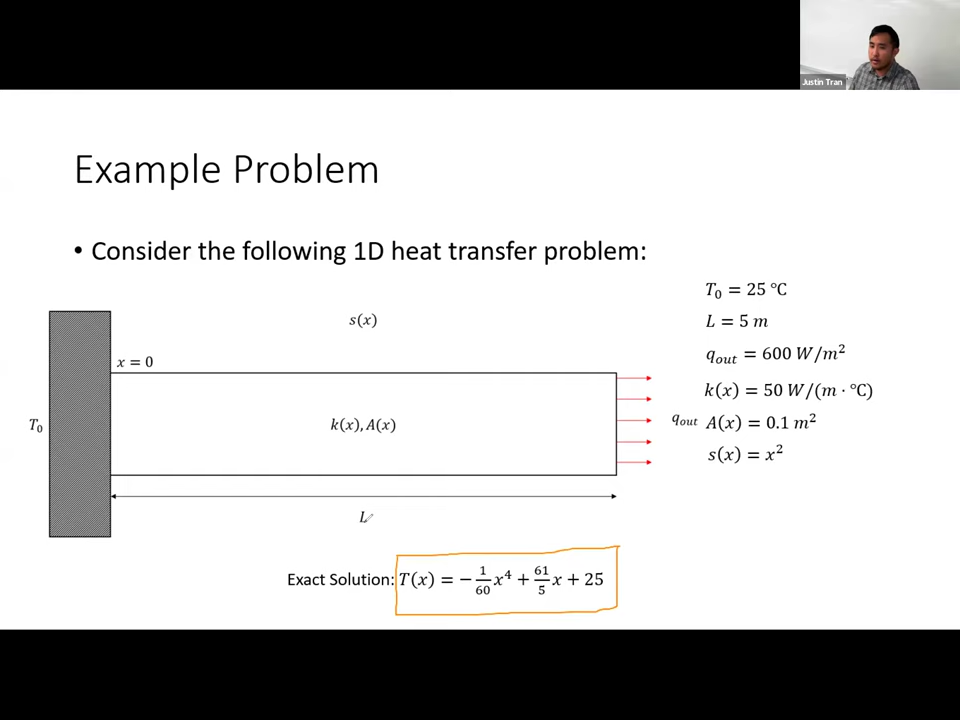 Justin Tran
Example Problem
• Consider the following 1D heat transfer problem:
s(x)
x = 0
T₀
k(x), A(x)
L
q_out
T₀ = 25 °C
L = 5 m
q_out = 600 W/m²
k(x) = 50 W/(m · °C)
A(x) = 0.1 m²
s(x) = x²
Exact Solution: T(x) = −1/60 x⁴ + 61/5 x + 25